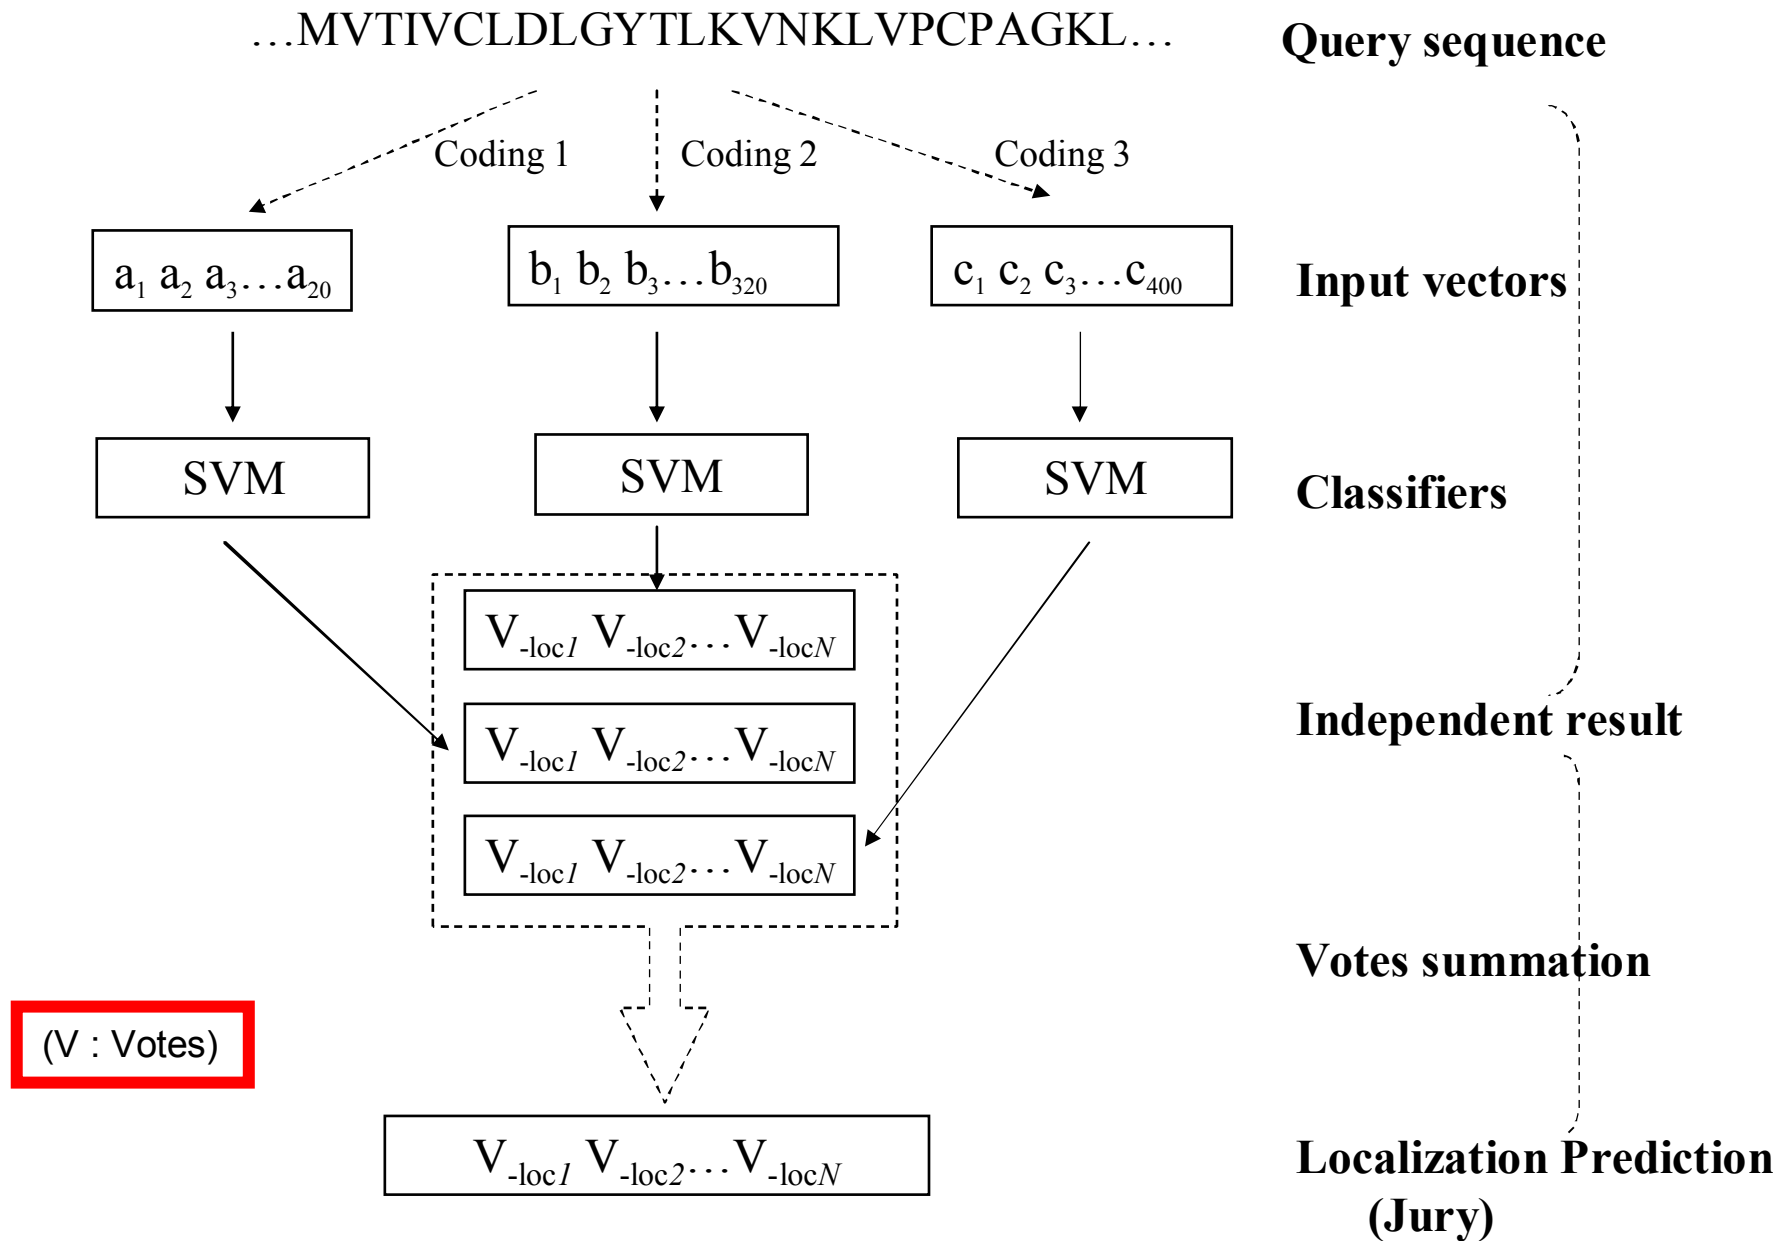 …MVTIVCLDLGYTLKVNKLVPCPAGKL… Query sequence
Coding 1 Coding 2 Coding 3
a₁ a₂ a₃…a₂₀ b₁ b₂ b₃…b₃₂₀ c₁ c₂ c₃…c₄₀₀ Input vectors
SVM SVM SVM Classifiers
V-loc1 V-loc2…V-locN
Independent result
V-loc1 V-loc2…V-locN
V-loc1 V-loc2…V-locN
Votes summation
(V : Votes)
V-loc1 V-loc2…V-locN Localization Prediction
(Jury)